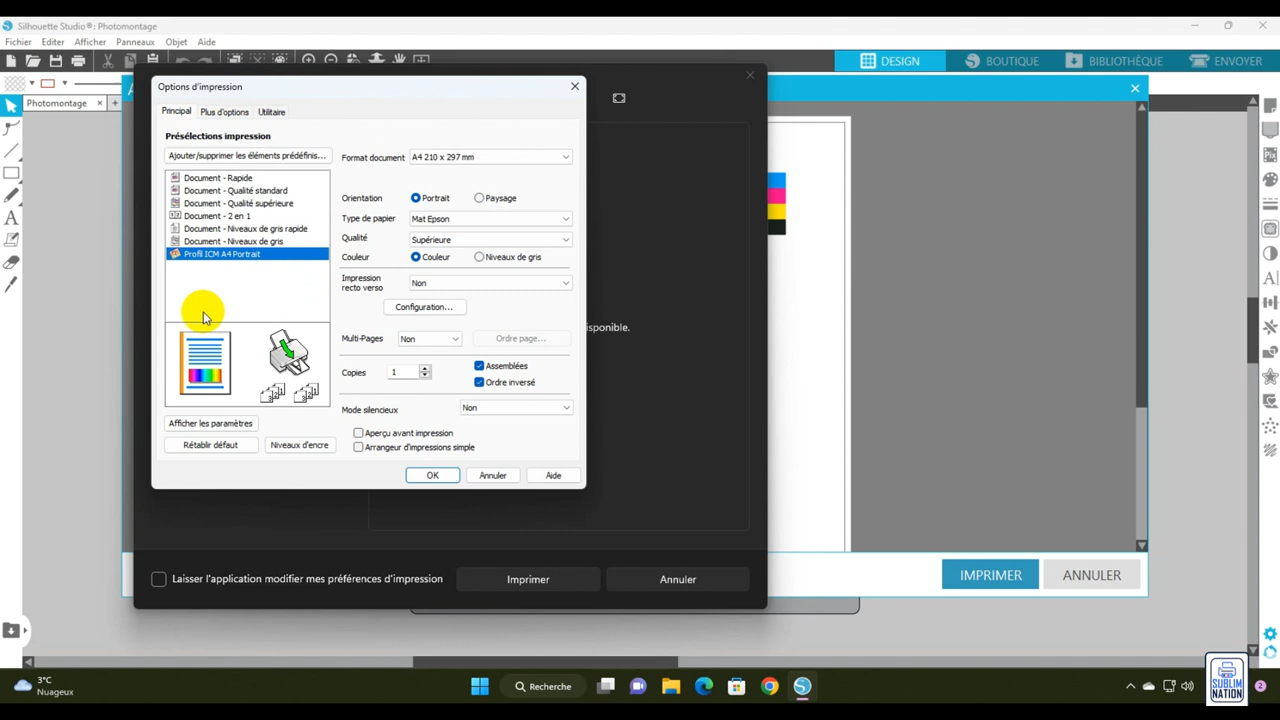 Silhouette Studio®: Photomontage
Fichier Editer Afficher Panneaux Objet Aide
DESIGN BOUTIQUE BIBLIOTHÈQUE ENVOYER
Photomontage
Options d'impression
Principal Plus d'options Utilitaire
Présélections impression
Ajouter/supprimer les éléments prédéfinis...
Document - Rapide
Document - Qualité standard
Document - Qualité supérieure
Document - 2 en 1
Document - Niveaux de gris rapide
Document - Niveaux de gris
Profil ICM A4 Portrait
Afficher les paramètres
Rétablir défaut Niveaux d'encre
Format document A4 210 x 297 mm
Orientation Portrait Paysage
Type de papier Mat Epson
Qualité Supérieure
Couleur Couleur Niveaux de gris
Impression
recto verso Non
Configuration...
Multi-Pages Non Ordre page...
Copies 1 Assemblées
Ordre inversé
Mode silencieux Non
Aperçu avant impression
Arrangeur d'impressions simple
OK Annuler Aide
isponible.
Laisser l'application modifier mes préférences d'impression Imprimer Annuler
IMPRIMER ANNULER
3°C
Nuageux
Recherche
SUBLIM
NATION
2